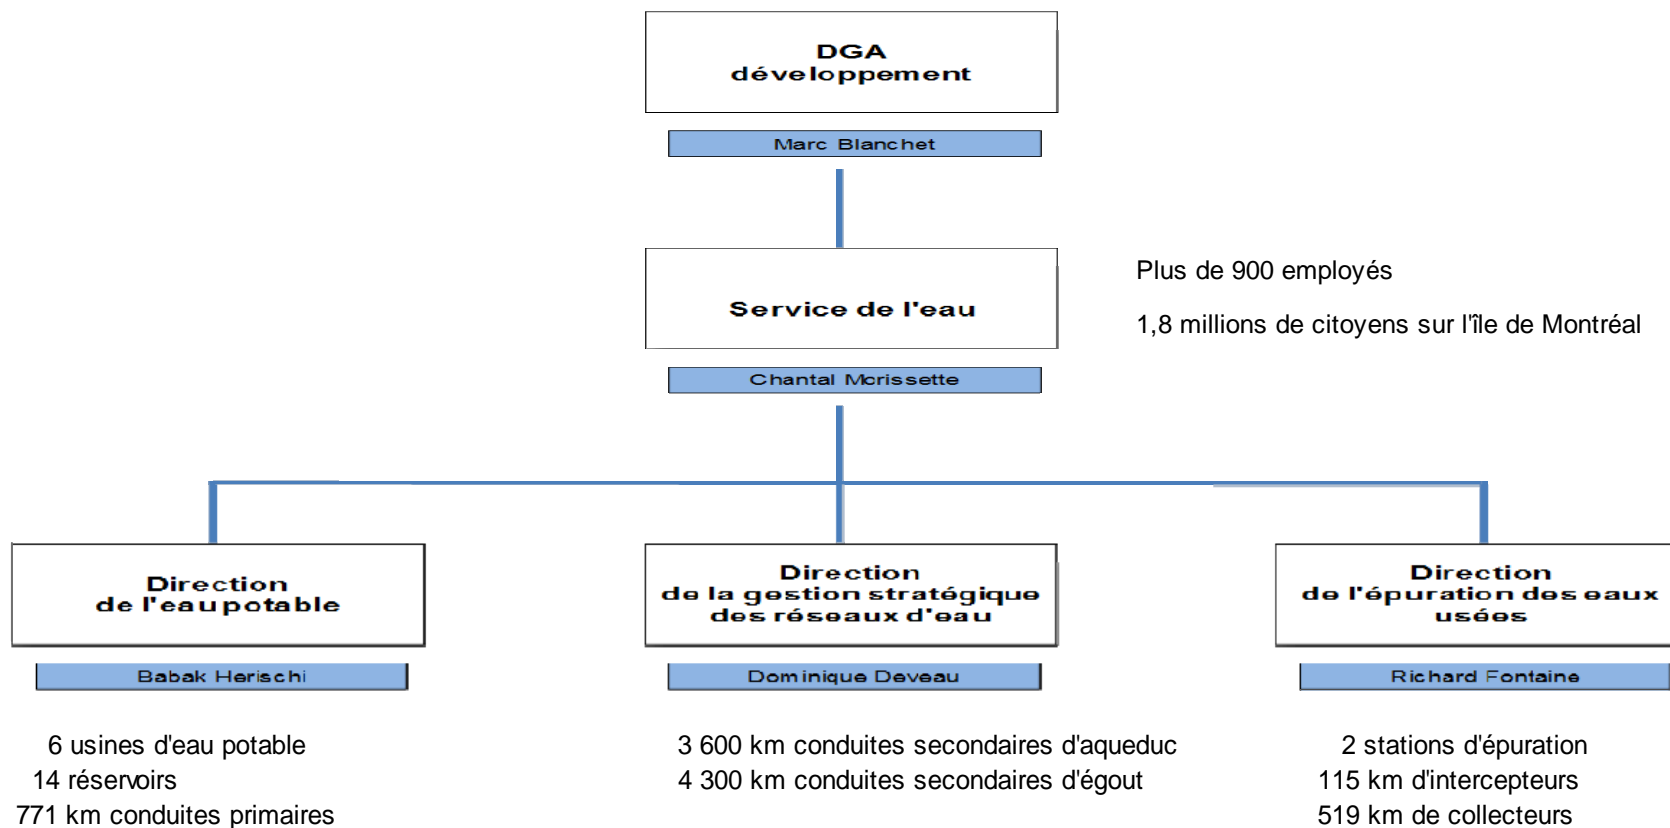 DGA
développement
Marc Blanchet
Service de l'eau
Chantal Morissette
Plus de 900 employés
1,8 millions de citoyens sur l'île de Montréal
Direction
de l'eau potable
Babak Herischi
6 usines d'eau potable
14 réservoirs
771 km conduites primaires
Direction
de la gestion stratégique
des réseaux d'eau
Dominique Deveau
3 600 km conduites secondaires d'aqueduc
4 300 km conduites secondaires d'égout
Direction
de l'épuration des eaux
usées
Richard Fontaine
2 stations d'épuration
115 km d'intercepteurs
519 km de collecteurs